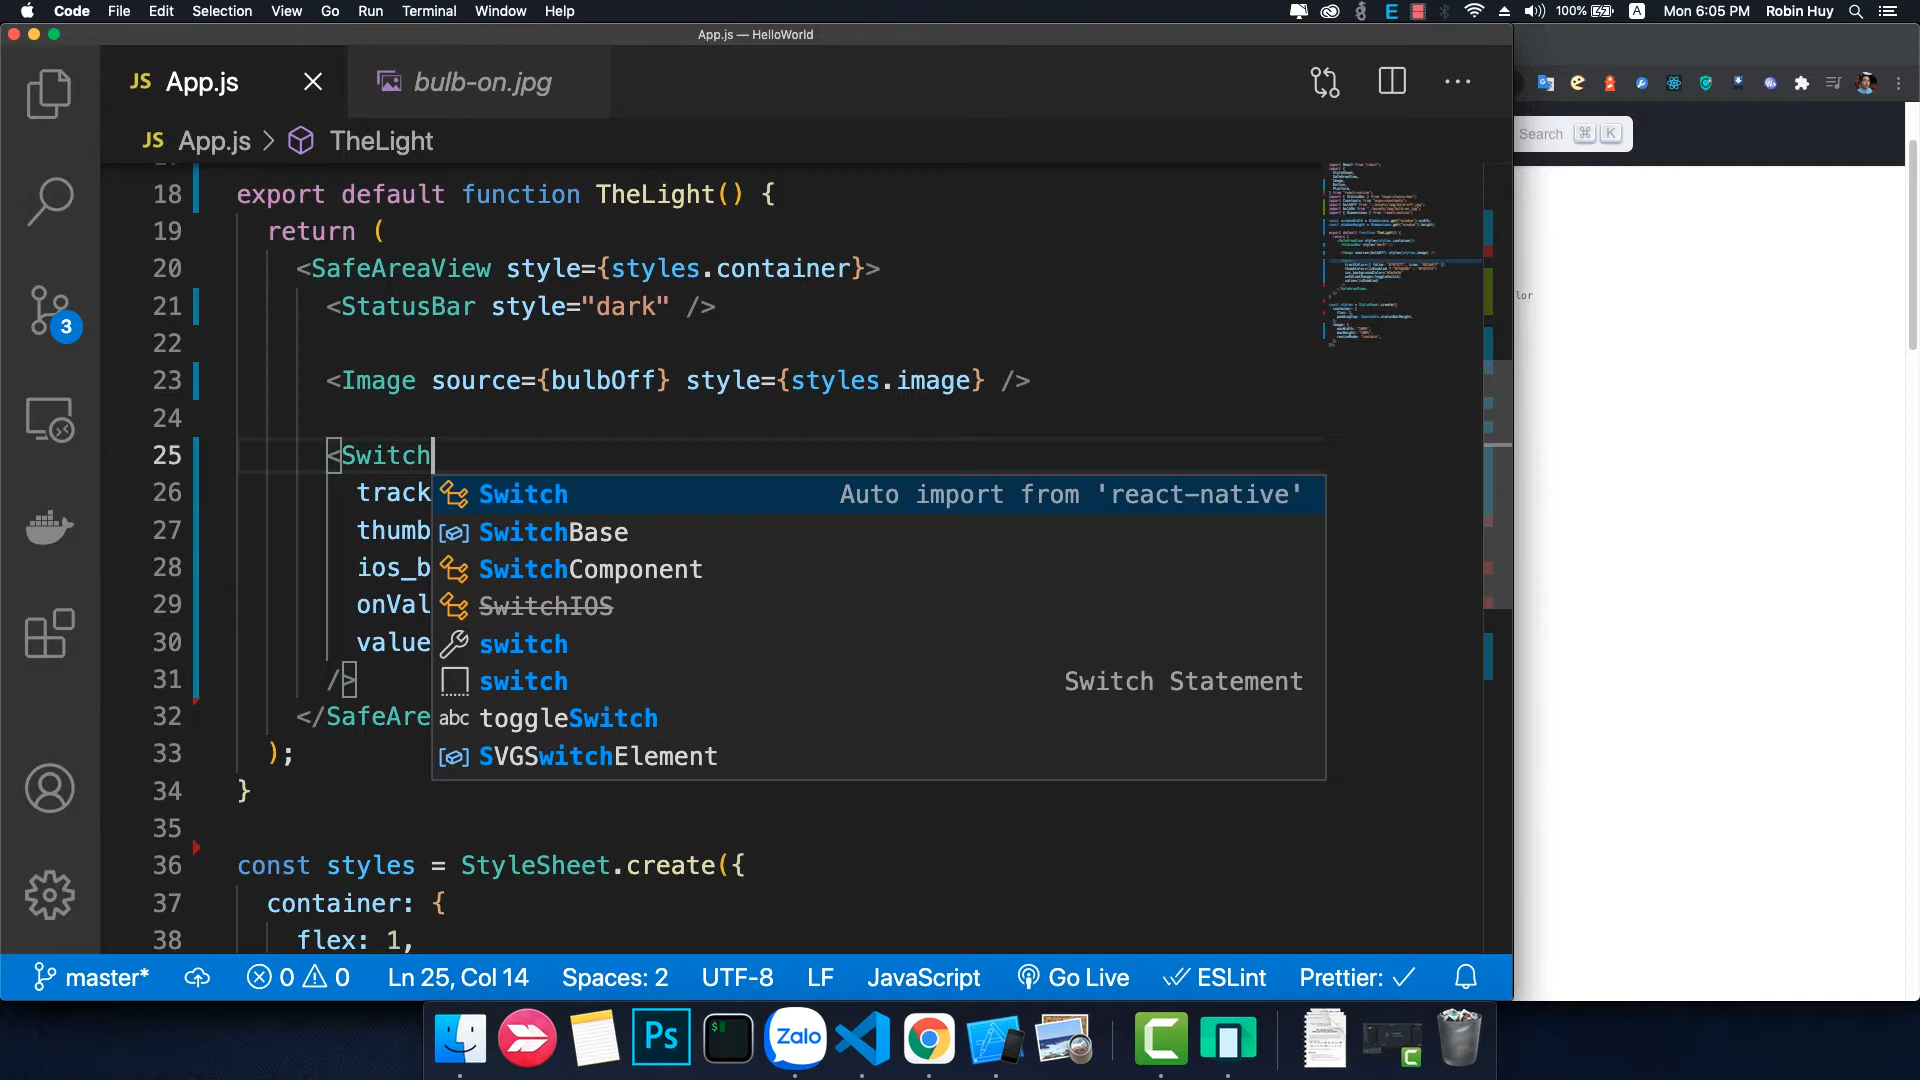 Code File Edit Selection View Go Run Terminal Window Help
E 100% A Mon 6:05 PM Robin Huy
App.js — HelloWorld
JS App.js bulb-on.jpg
JS App.js > TheLight
Search ⌘ K
18 export default function TheLight() {
19 return (
20 <SafeAreaView style={styles.container}>
21 <StatusBar style="dark" />
22
23 <Image source={bulbOff} style={styles.image} />
24
25 <Switch
26 track
27 thumb
28 ios_b
29 onVal
30 value
31 />
32 </SafeAre
33 );
34 }
35
36 const styles = StyleSheet.create({
37 container: {
38 flex: 1,
Switch Auto import from 'react-native'
SwitchBase
SwitchComponent
SwitchIOS
switch
switch Switch Statement
abc toggleSwitch
SVGSwitchElement
lor
3
master* 0 0 Ln 25, Col 14 Spaces: 2 UTF-8 LF JavaScript Go Live ESLint Prettier: ✓
Ps $ Zalo C C